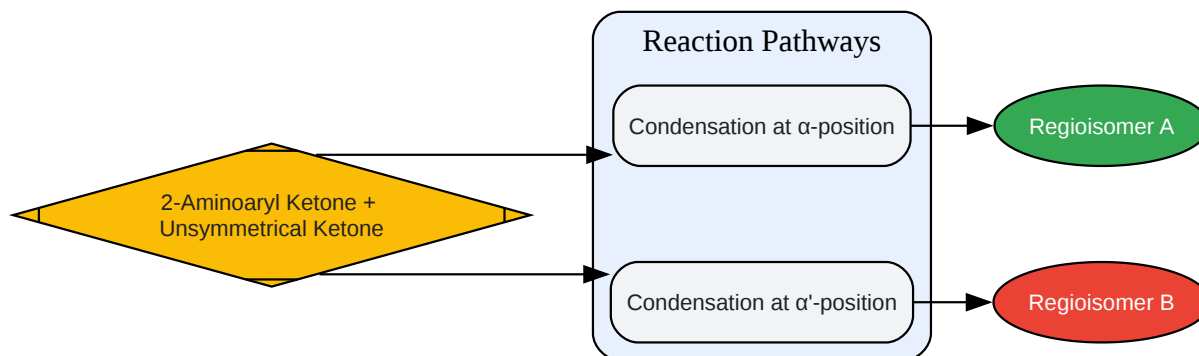 Reaction Pathways
Condensation at α-position
Regioisomer A
2-Aminoaryl Ketone +
Unsymmetrical Ketone
Condensation at α'-position
Regioisomer B